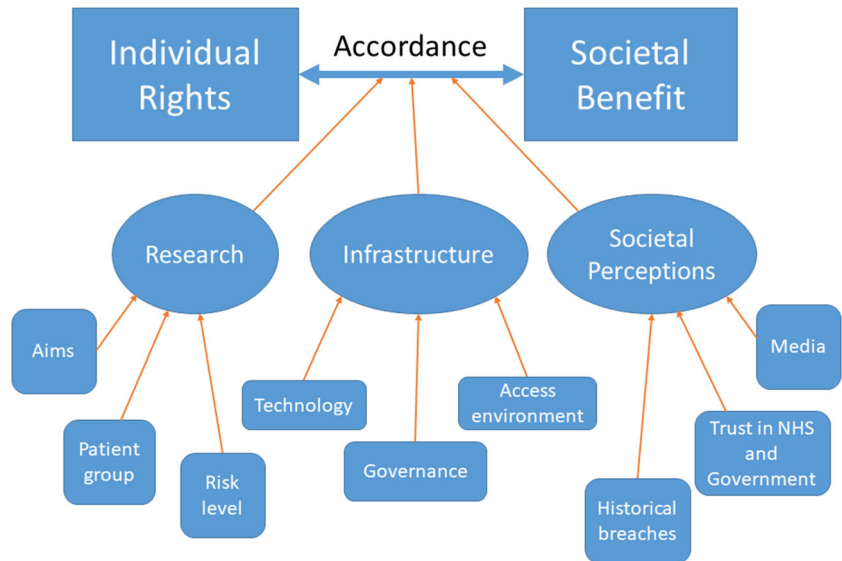 Individual
Rights
Accordance
Societal
Benefit
Research
Infrastructure
Societal
Perceptions
Aims
Patient
group
Risk
level
Technology
Governance
Access
environment
Historical
breaches
Trust in NHS
and
Government
Media